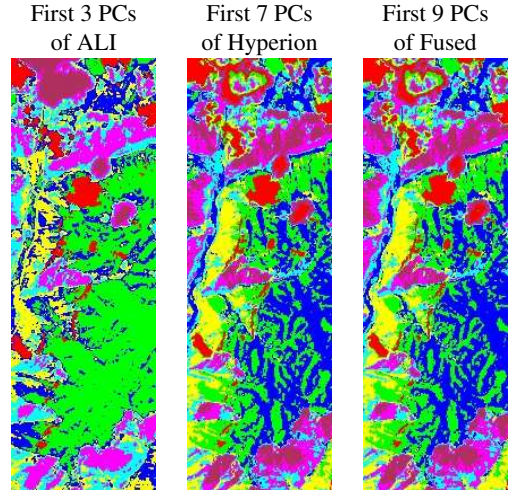 First 3 PCs
of ALI
First 7 PCs
of Hyperion
First 9 PCs
of Fused